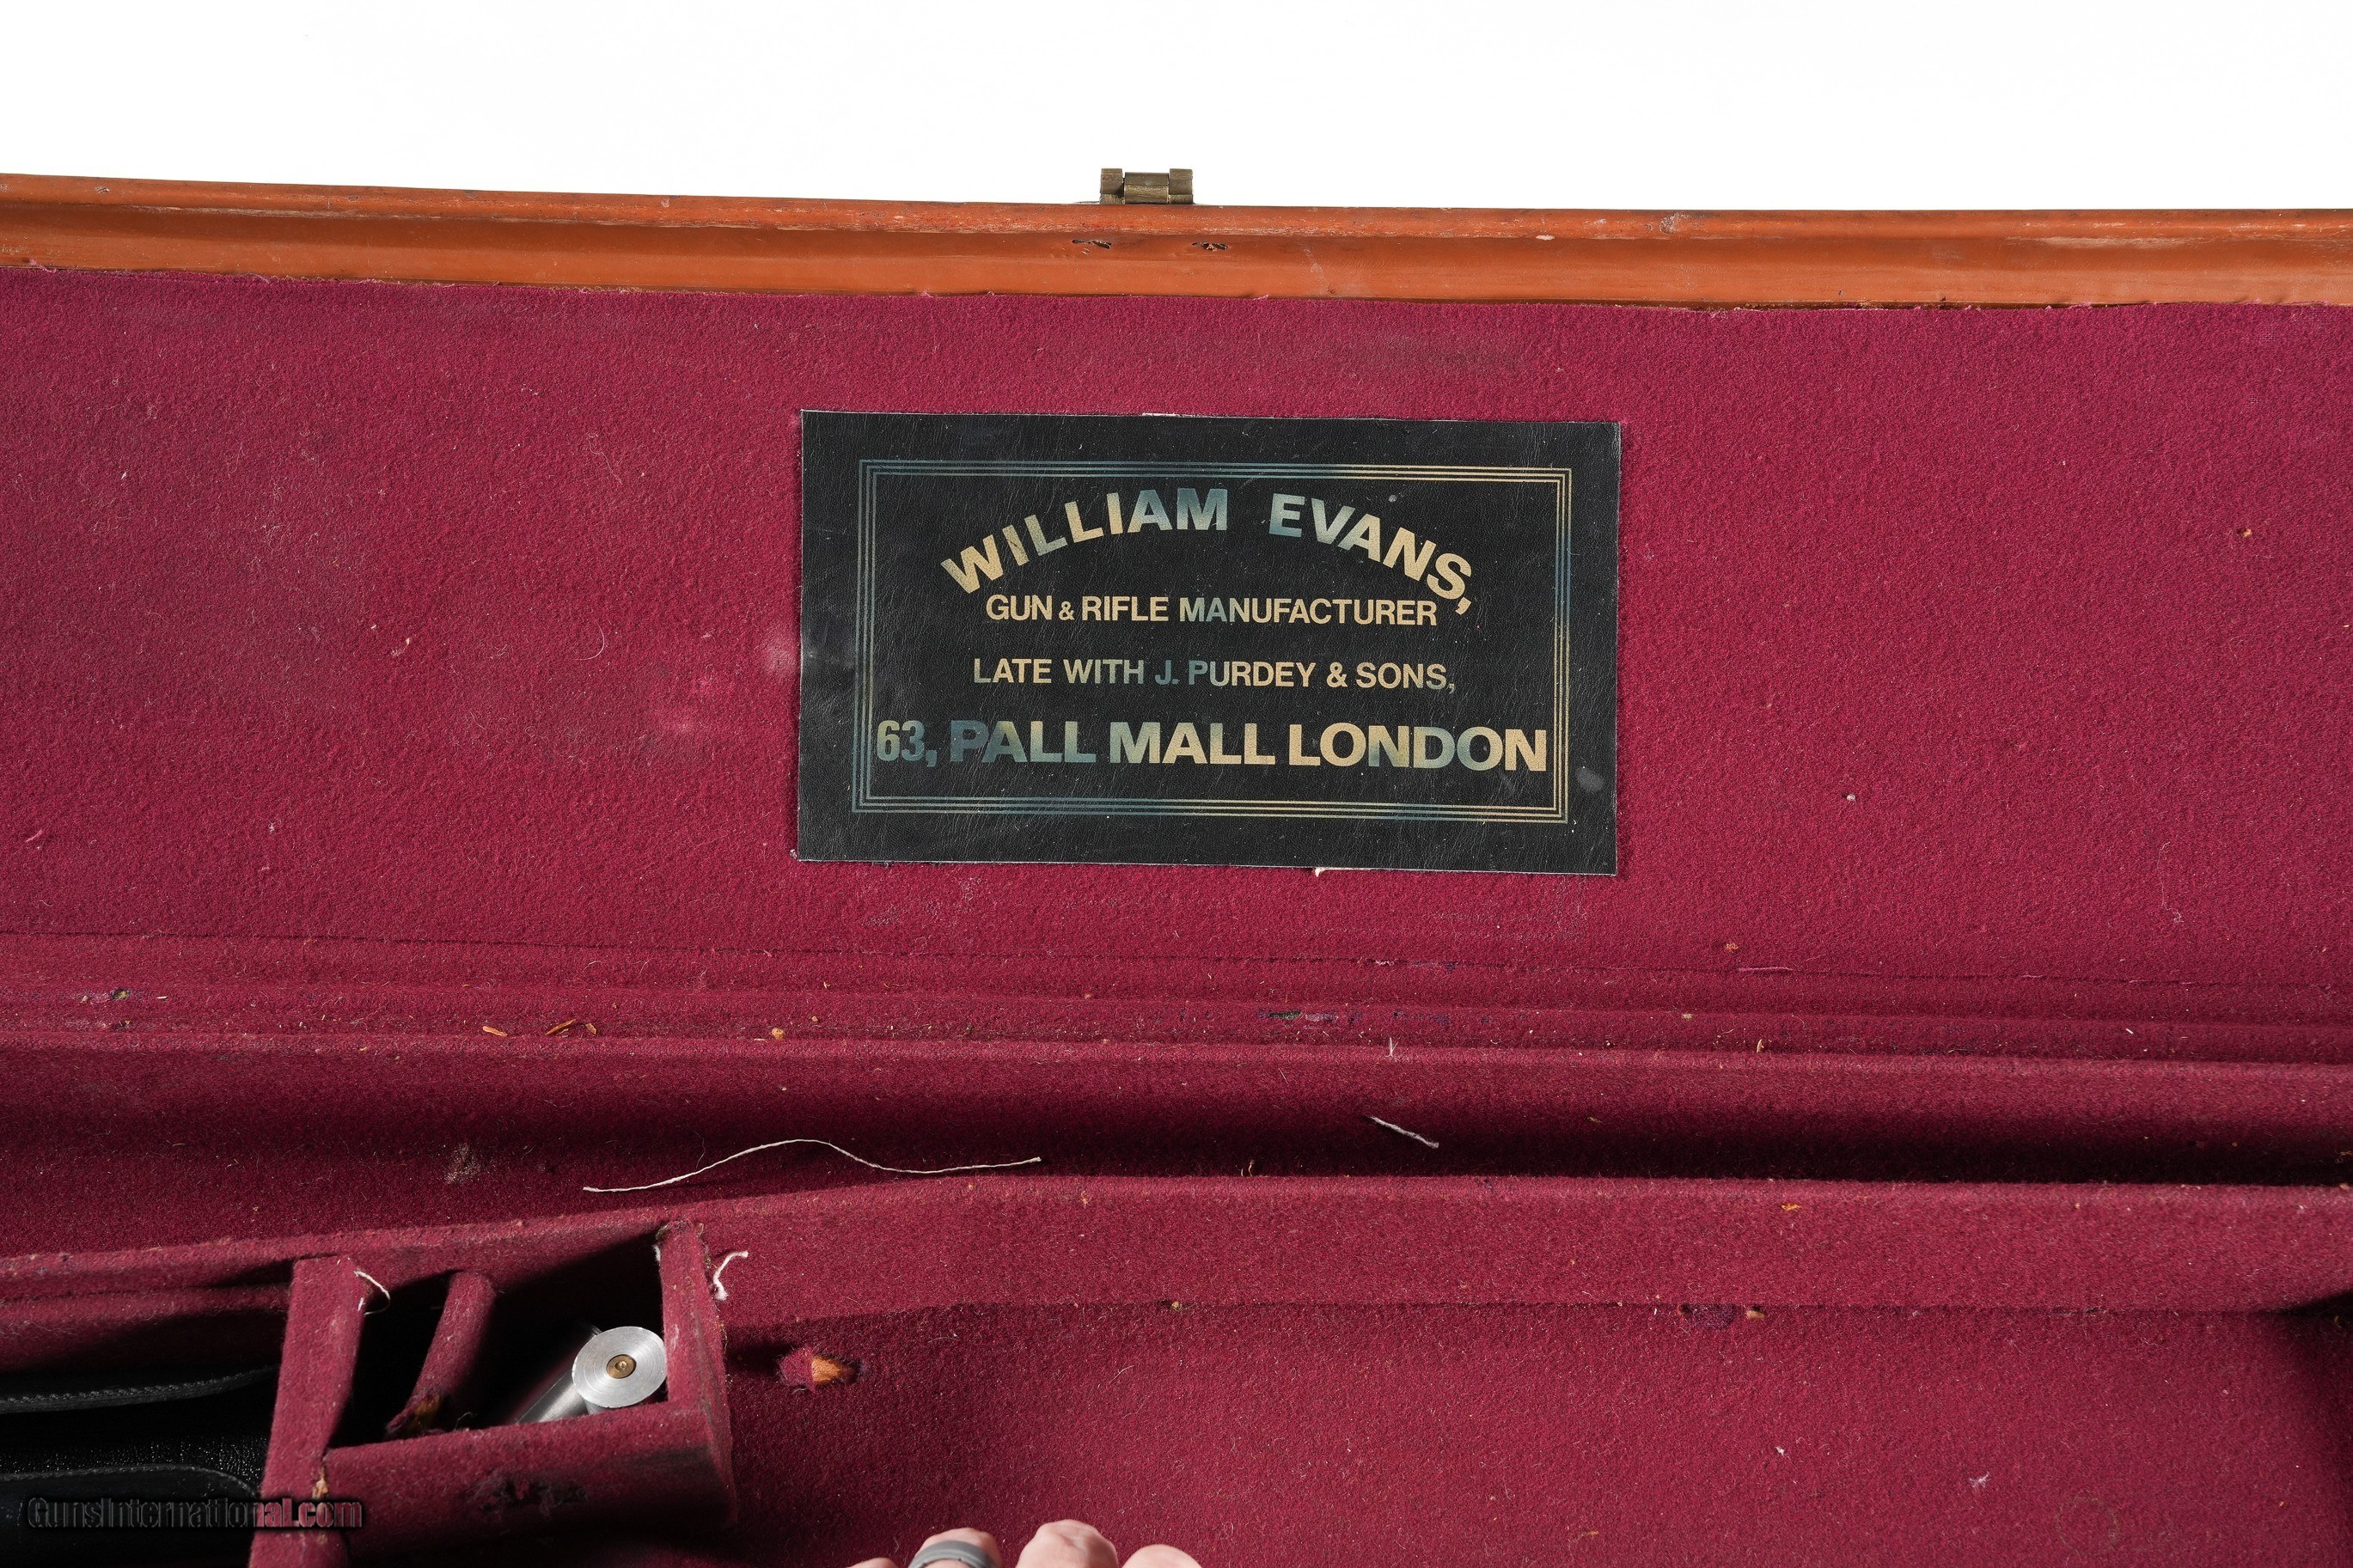 WILLIAM EVANS,
GUN & RIFLE MANUFACTURER
LATE WITH J. PURDEY & SONS,
63, PALL MALL LONDON
GunsInternational.com